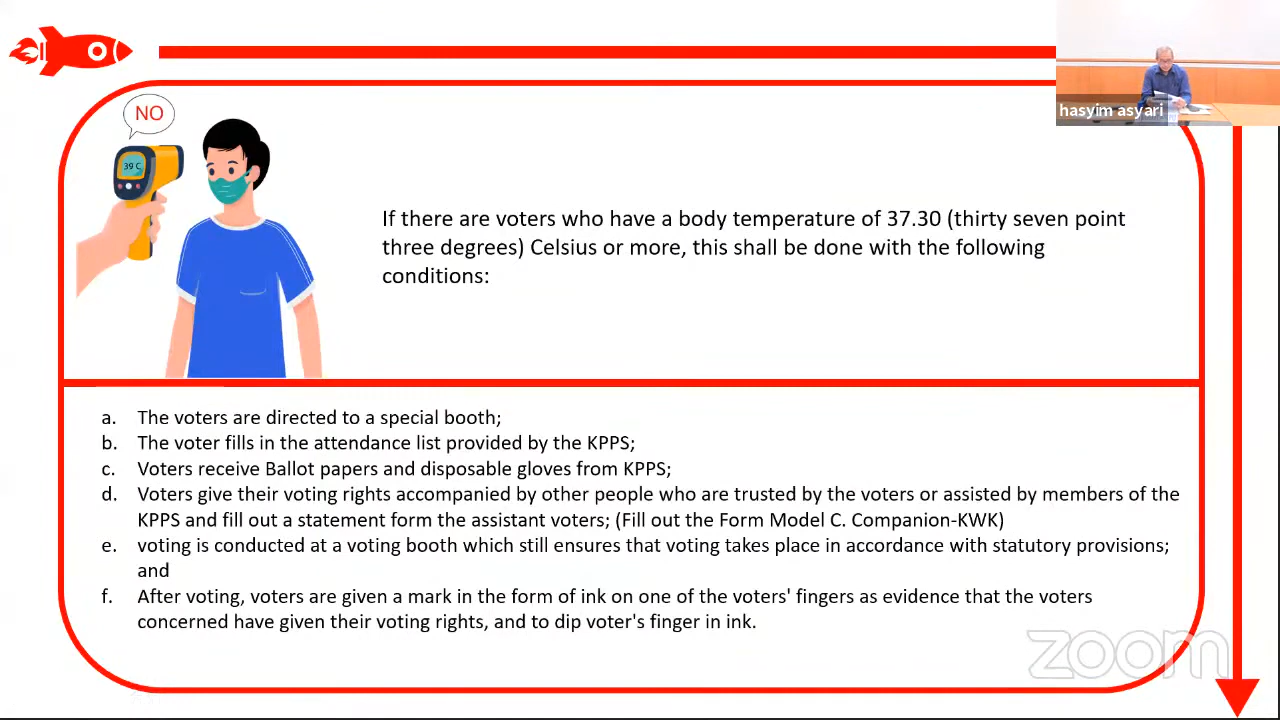 NO
hasyim asyari
39 C
If there are voters who have a body temperature of 37.30 (thirty seven point
three degrees) Celsius or more, this shall be done with the following
conditions:
a. The voters are directed to a special booth;
b. The voter fills in the attendance list provided by the KPPS;
c. Voters receive Ballot papers and disposable gloves from KPPS;
d. Voters give their voting rights accompanied by other people who are trusted by the voters or assisted by members of the
KPPS and fill out a statement form the assistant voters; (Fill out the Form Model C. Companion-KWK)
e. voting is conducted at a voting booth which still ensures that voting takes place in accordance with statutory provisions;
and
f. After voting, voters are given a mark in the form of ink on one of the voters' fingers as evidence that the voters
concerned have given their voting rights, and to dip voter's finger in ink.
zoom